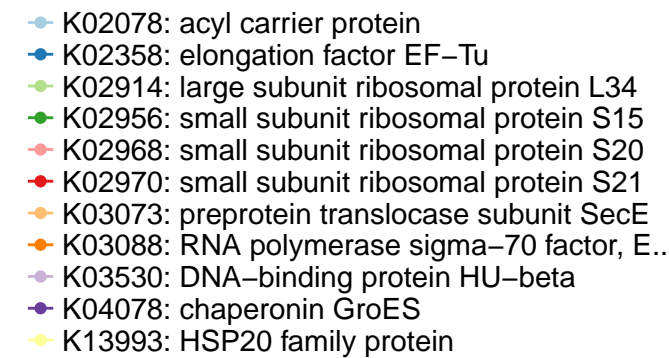 K02078: acyl carrier protein
K02358: elongation factor EF−Tu
K02914: large subunit ribosomal protein L34
K02956: small subunit ribosomal protein S15
K02968: small subunit ribosomal protein S20
K02970: small subunit ribosomal protein S21
K03073: preprotein translocase subunit SecE
K03088: RNA polymerase sigma−70 factor, E..
K03530: DNA−binding protein HU−beta
K04078: chaperonin GroES
K13993: HSP20 family protein